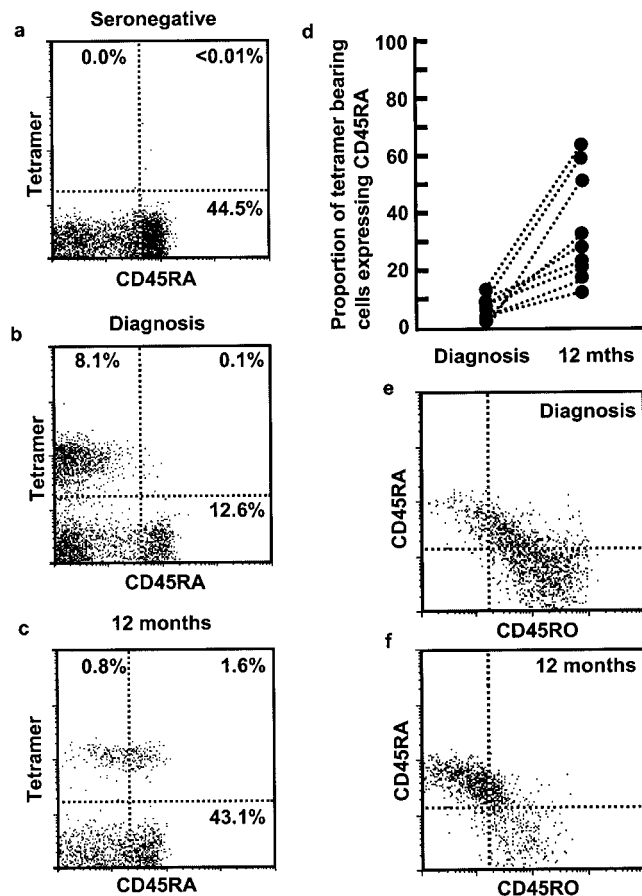 a
Seronegative
0.0%
<0.01%
44.5%
Tetramer
CD45RA
b
Diagnosis
8.1%
0.1%
12.6%
Tetramer
CD45RA
c
12 months
0.8%
1.6%
43.1%
Tetramer
CD45RA
d
Proportion of tetramer bearing
cells expressing CD45RA
100
80
60
40
20
0
Diagnosis
12 mths
e
Diagnosis
CD45RA
CD45RO
f
12 months
CD45RA
CD45RO